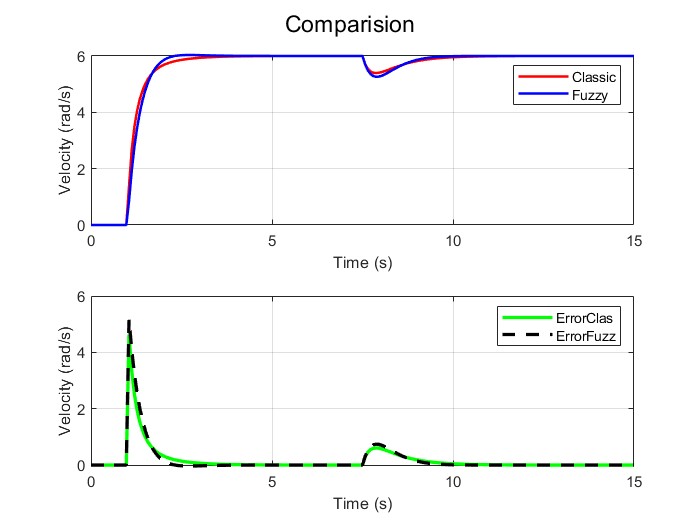 Comparision
6
4
2
0
Velocity (rad/s)
Classic
Fuzzy
0 5 10 15
Time (s)
6
4
2
0
Velocity (rad/s)
ErrorClas
ErrorFuzz
0 5 10 15
Time (s)